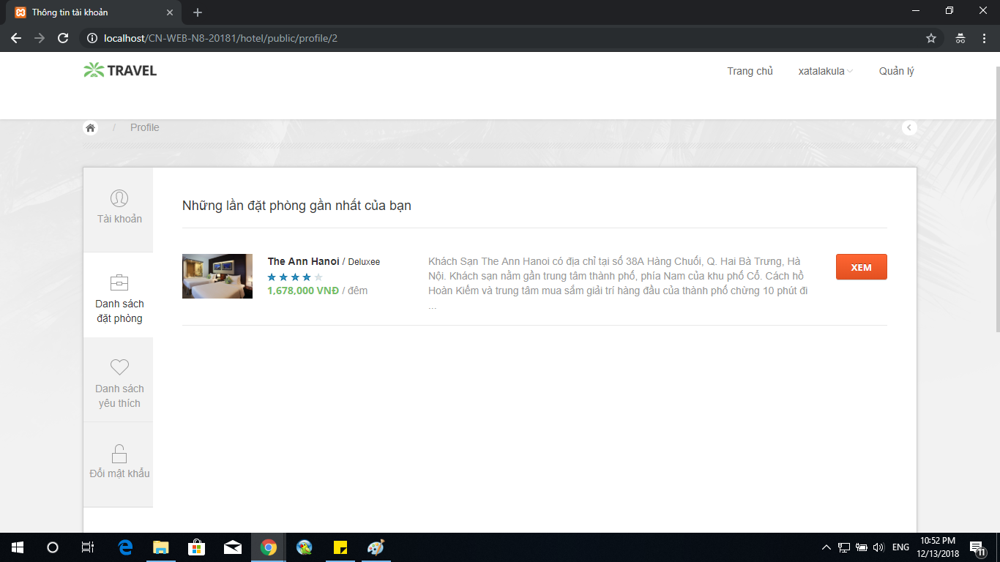 Thông tin tài khoản
localhost/CN-WEB-N8-20181/hotel/public/profile/2
TRAVEL
Trang chủ
xatalakula
Quản lý
/ Profile
Tài khoản
Danh sách
đặt phòng
Danh sách
yêu thích
Đổi mật khẩu
Những lần đặt phòng gần nhất của bạn
The Ann Hanoi / Deluxee
1,678,000 VNĐ / đêm
Khách Sạn The Ann Hanoi có địa chỉ tại số 38A Hàng Chuối, Q. Hai Bà Trưng, Hà
Nội. Khách sạn nằm gần trung tâm thành phố, phía Nam của khu phố Cổ. Cách hồ
Hoàn Kiếm và trung tâm mua sắm giải trí hàng đầu của thành phố chừng 10 phút đi
...
XEM
ENG
10:52 PM
12/13/2018
11